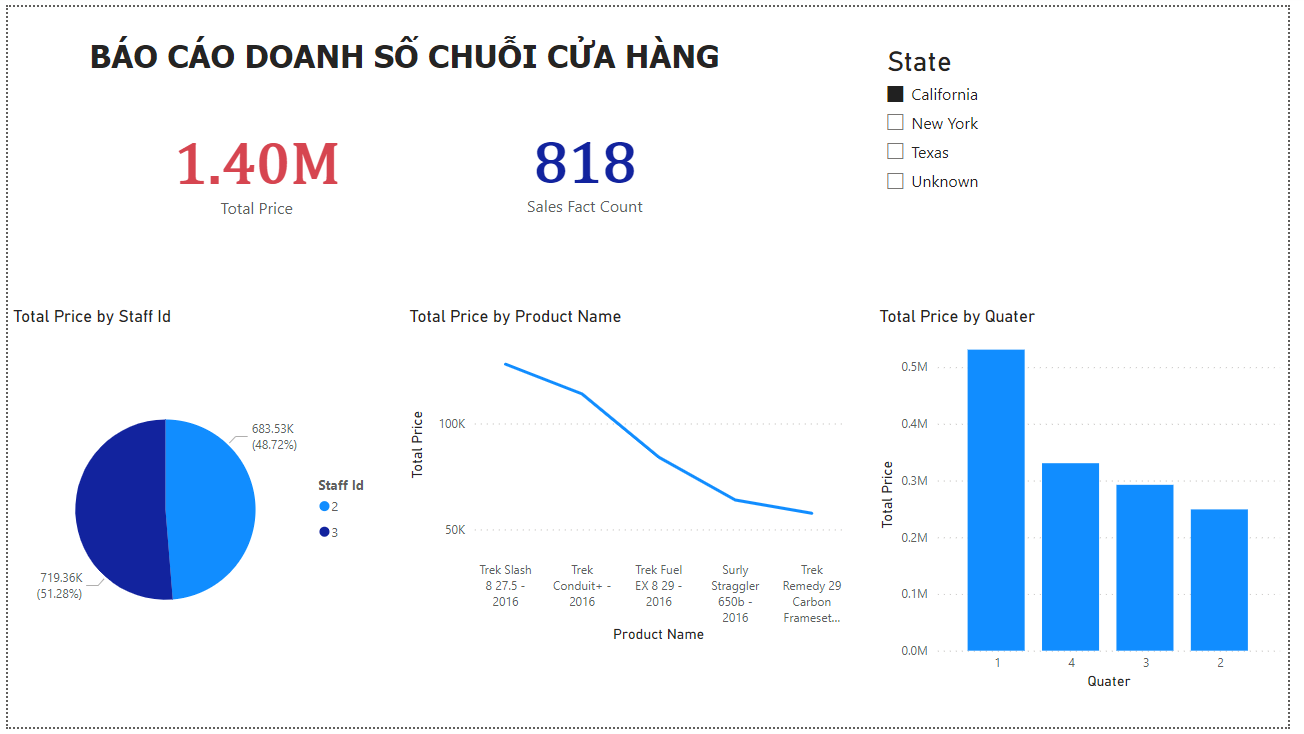 BÁO CÁO DOANH SỐ CHUỖI CỬA HÀNG
State
California
New York
Texas
Unknown
1.40M
Total Price
818
Sales Fact Count
Total Price by Staff Id
683.53K
(48.72%)
719.36K
(51.28%)
Staff Id
2
3
Total Price by Product Name
Total Price
100K
50K
Trek Slash
8 27.5 -
2016
Trek
Conduit+ -
2016
Trek Fuel
EX 8 29 -
2016
Surly
Straggler
650b -
2016
Trek
Remedy 29
Carbon
Frameset...
Product Name
Total Price by Quater
Total Price
0.5M
0.4M
0.3M
0.2M
0.1M
0.0M
1
4
3
2
Quater